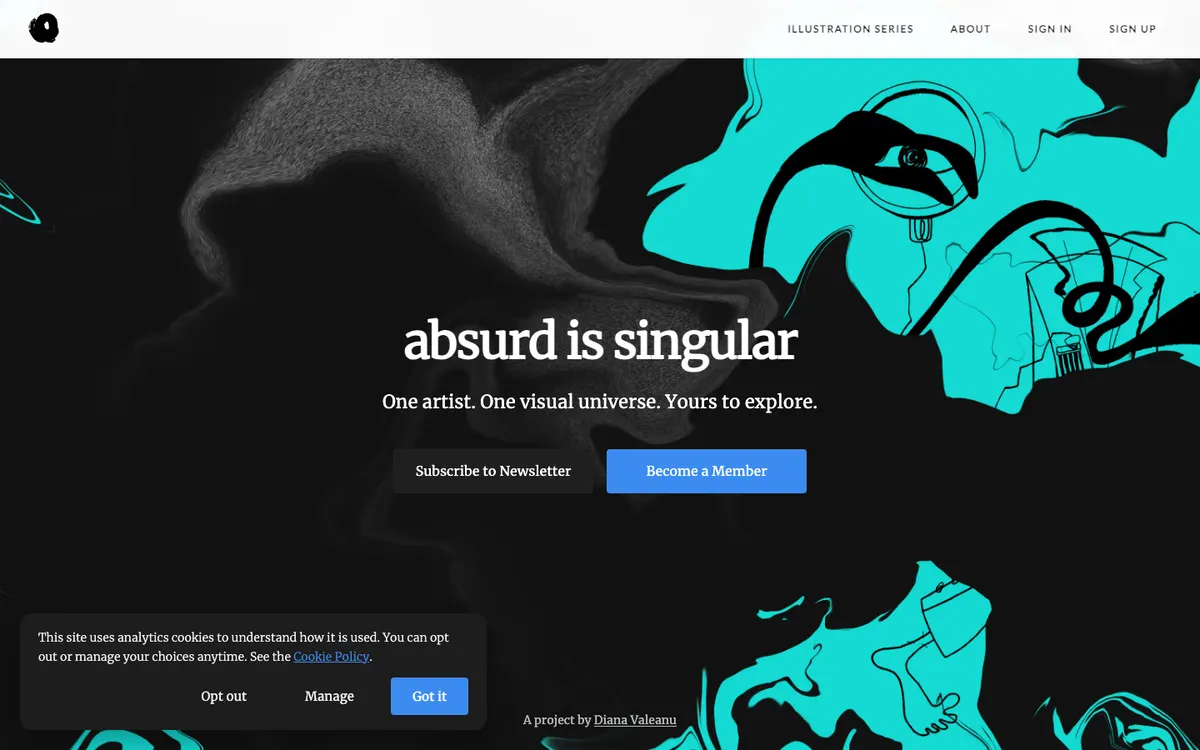 ILLUSTRATION SERIES ABOUT SIGN IN SIGN UP
absurd is singular
One artist. One visual universe. Yours to explore.
Subscribe to Newsletter Become a Member
This site uses analytics cookies to understand how it is used. You can opt
out or manage your choices anytime. See the Cookie Policy.
Opt out Manage Got it
A project by Diana Valeanu